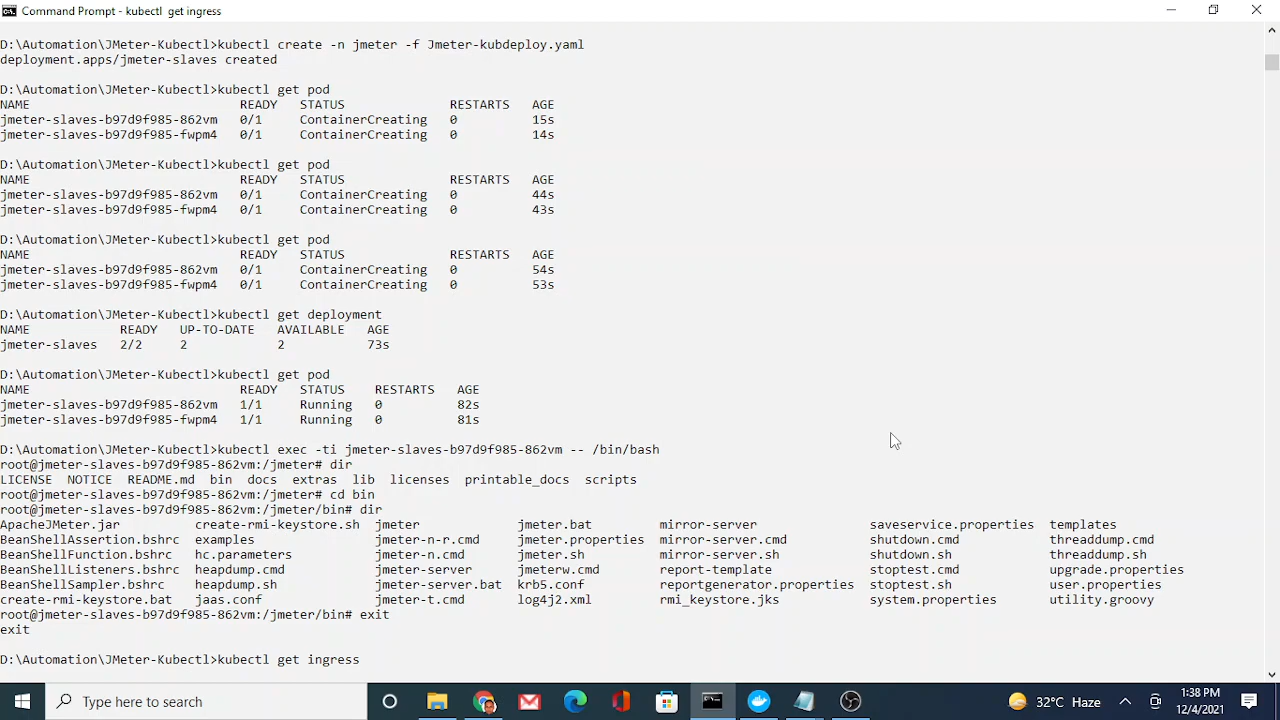 Command Prompt - kubectl  get ingress
D:\Automation\JMeter-Kubectl>kubectl create -n jmeter -f Jmeter-kubdeploy.yaml
deployment.apps/jmeter-slaves created
D:\Automation\JMeter-Kubectl>kubectl get pod
NAME                            READY   STATUS              RESTARTS   AGE
jmeter-slaves-b97d9f985-862vm   0/1     ContainerCreating   0          15s
jmeter-slaves-b97d9f985-fwpm4   0/1     ContainerCreating   0          14s
D:\Automation\JMeter-Kubectl>kubectl get pod
NAME                            READY   STATUS              RESTARTS   AGE
jmeter-slaves-b97d9f985-862vm   0/1     ContainerCreating   0          44s
jmeter-slaves-b97d9f985-fwpm4   0/1     ContainerCreating   0          43s
D:\Automation\JMeter-Kubectl>kubectl get pod
NAME                            READY   STATUS              RESTARTS   AGE
jmeter-slaves-b97d9f985-862vm   0/1     ContainerCreating   0          54s
jmeter-slaves-b97d9f985-fwpm4   0/1     ContainerCreating   0          53s
D:\Automation\JMeter-Kubectl>kubectl get deployment
NAME            READY   UP-TO-DATE   AVAILABLE   AGE
jmeter-slaves   2/2     2            2           73s
D:\Automation\JMeter-Kubectl>kubectl get pod
NAME                            READY   STATUS    RESTARTS   AGE
jmeter-slaves-b97d9f985-862vm   1/1     Running   0          82s
jmeter-slaves-b97d9f985-fwpm4   1/1     Running   0          81s
D:\Automation\JMeter-Kubectl>kubectl exec -ti jmeter-slaves-b97d9f985-862vm -- /bin/bash
root@jmeter-slaves-b97d9f985-862vm:/jmeter# dir
LICENSE  NOTICE  README.md  bin  docs  extras  lib  licenses  printable_docs  scripts
root@jmeter-slaves-b97d9f985-862vm:/jmeter# cd bin
root@jmeter-slaves-b97d9f985-862vm:/jmeter/bin# dir
ApacheJMeter.jar          create-rmi-keystore.sh  jmeter             jmeter.bat         mirror-server               saveservice.properties  templates
BeanShellAssertion.bshrc  examples                jmeter-n-r.cmd     jmeter.properties  mirror-server.cmd           shutdown.cmd            threaddump.cmd
BeanShellFunction.bshrc   hc.parameters           jmeter-n.cmd       jmeter.sh          mirror-server.sh            shutdown.sh             threaddump.sh
BeanShellListeners.bshrc  heapdump.cmd            jmeter-server      jmeterw.cmd        report-template             stoptest.cmd            upgrade.properties
BeanShellSampler.bshrc    heapdump.sh             jmeter-server.bat  krb5.conf          reportgenerator.properties  stoptest.sh             user.properties
create-rmi-keystore.bat   jaas.conf               jmeter-t.cmd       log4j2.xml         rmi_keystore.jks            system.properties       utility.groovy
root@jmeter-slaves-b97d9f985-862vm:/jmeter/bin# exit
exit
D:\Automation\JMeter-Kubectl>kubectl get ingress
Type here to search
32°C  Haze
1:38 PM
12/4/2021